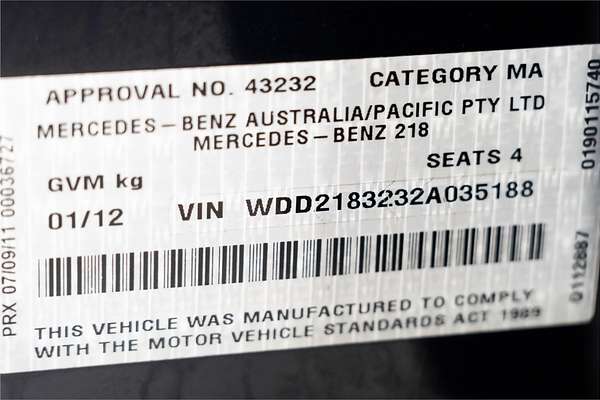 APPROVAL NO. 43232 CATEGORY MA
MERCEDES-BENZ AUSTRALIA/PACIFIC PTY LTD
MERCEDES-BENZ 218
SEATS 4
GVM kg
01/12 VIN WDD2183232A035188
THIS VEHICLE WAS MANUFACTURED TO COMPLY
WITH THE MOTOR VEHICLE STANDARDS ACT 1989
PRX 07/09/11 00036727
01901115740
Q112887